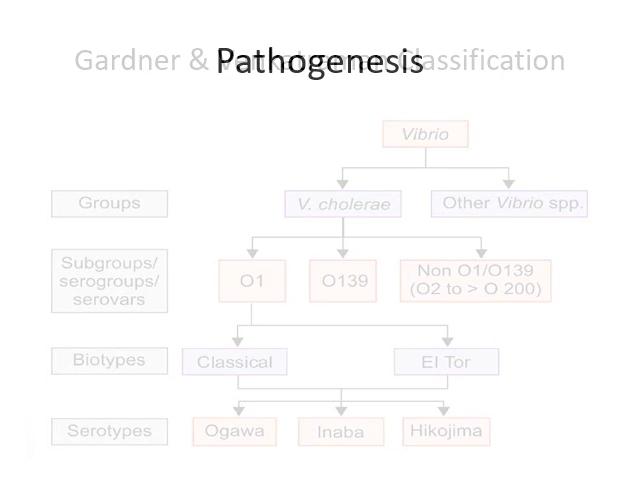 Gardner & Venkatraman Classification
Pathogenesis
Vibrio
Groups
V. cholerae
Other Vibrio spp.
Subgroups/
serogroups/
serovars
O1
O139
Non O1/O139
(O2 to > O 200)
Biotypes
Classical
El Tor
Serotypes
Ogawa
Inaba
Hikojima